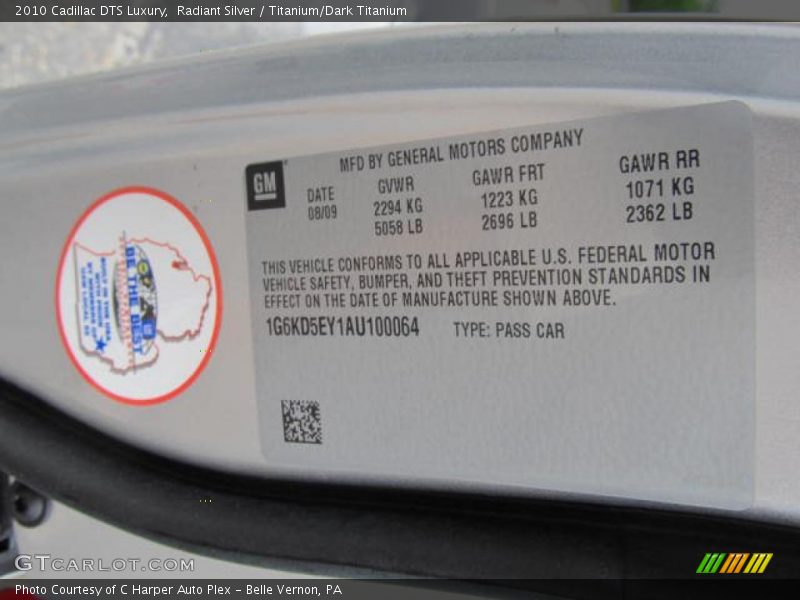 2010 Cadillac DTS Luxury,  Radiant Silver / Titanium/Dark Titanium
GM
MFD BY GENERAL MOTORS COMPANY
DATE GVWR GAWR FRT GAWR RR
08/09 2294 KG 1223 KG 1071 KG
5058 LB 2696 LB 2362 LB
THIS VEHICLE CONFORMS TO ALL APPLICABLE U.S. FEDERAL MOTOR
VEHICLE SAFETY, BUMPER, AND THEFT PREVENTION STANDARDS IN
EFFECT ON THE DATE OF MANUFACTURE SHOWN ABOVE.
1G6KD5EY1AU100064 TYPE: PASS CAR
BE THE BEST
GTCARLOT.COM
Photo Courtesy of C Harper Auto Plex - Belle Vernon, PA